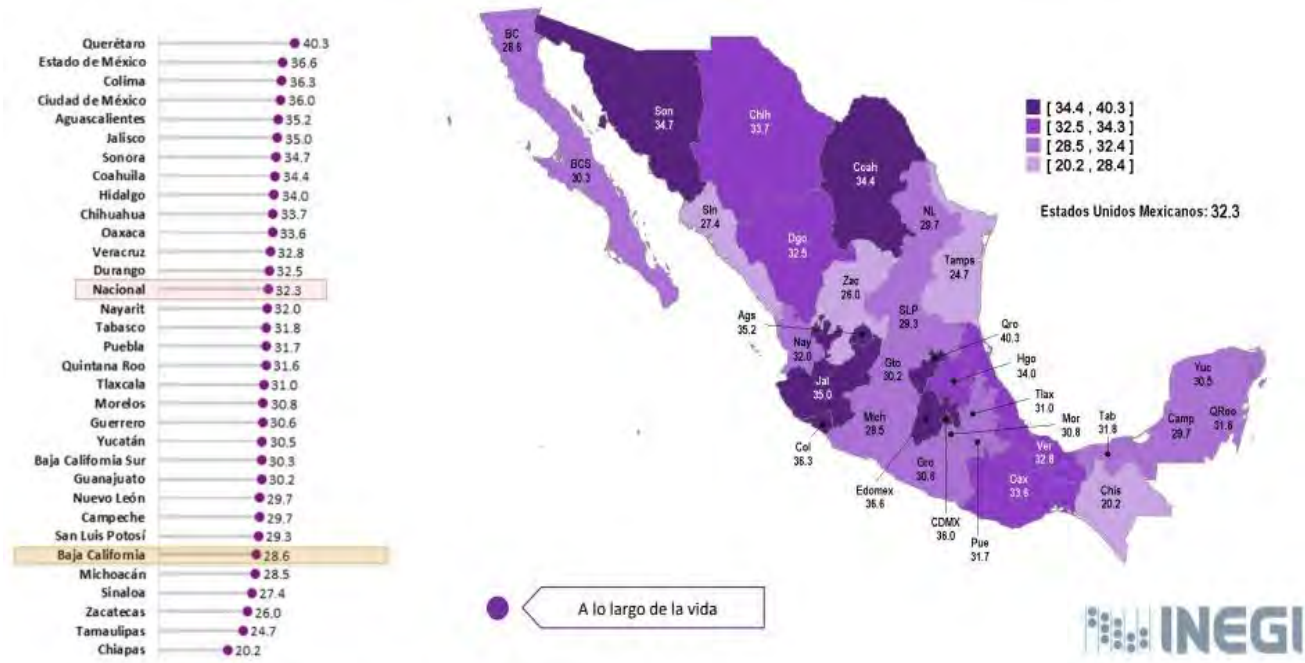 Querétaro 40.3
Estado de México 36.6
Colima 36.3
Ciudad de México 36.0
Aguascalientes 35.2
Jalisco 35.0
Sonora 34.7
Coahuila 34.4
Hidalgo 34.0
Chihuahua 33.7
Oaxaca 33.6
Veracruz 32.8
Durango 32.5
Nacional 32.3
Nayarit 32.0
Tabasco 31.8
Puebla 31.7
Quintana Roo 31.6
Tlaxcala 31.0
Morelos 30.8
Guerrero 30.6
Yucatán 30.5
Baja California Sur 30.3
Guanajuato 30.2
Nuevo León 29.7
Campeche 29.7
San Luis Potosí 29.3
Baja California 28.6
Michoacán 28.5
Sinaloa 27.4
Zacatecas 26.0
Tamaulipas 24.7
Chiapas 20.2
BC
28.6
Son
34.7
Chih
33.7
Coah
34.4
BCS
30.3
Sln
27.4
NL
29.7
Dgo
32.5
Tamps
24.7
Zac
26.0
SLP
29.3
Ags
35.2
Nay
32.0
Gto
30.2
Qro
40.3
Hgo
34.0
Jal
35.0
Tlax
31.0
Mor
30.8
Tab
31.8
Yuc
30.5
Camp
29.7
QRoo
31.6
Mich
28.5
Col
36.3
Gro
30.6
Ver
32.8
Edomex
36.6
Oax
33.6
Chis
20.2
CDMX
36.0
Pue
31.7
[ 34.4 , 40.3 ]
[ 32.5 , 34.3 ]
[ 28.5 , 32.4 ]
[ 20.2 , 28.4 ]
Estados Unidos Mexicanos: 32.3
A lo largo de la vida
INEGI